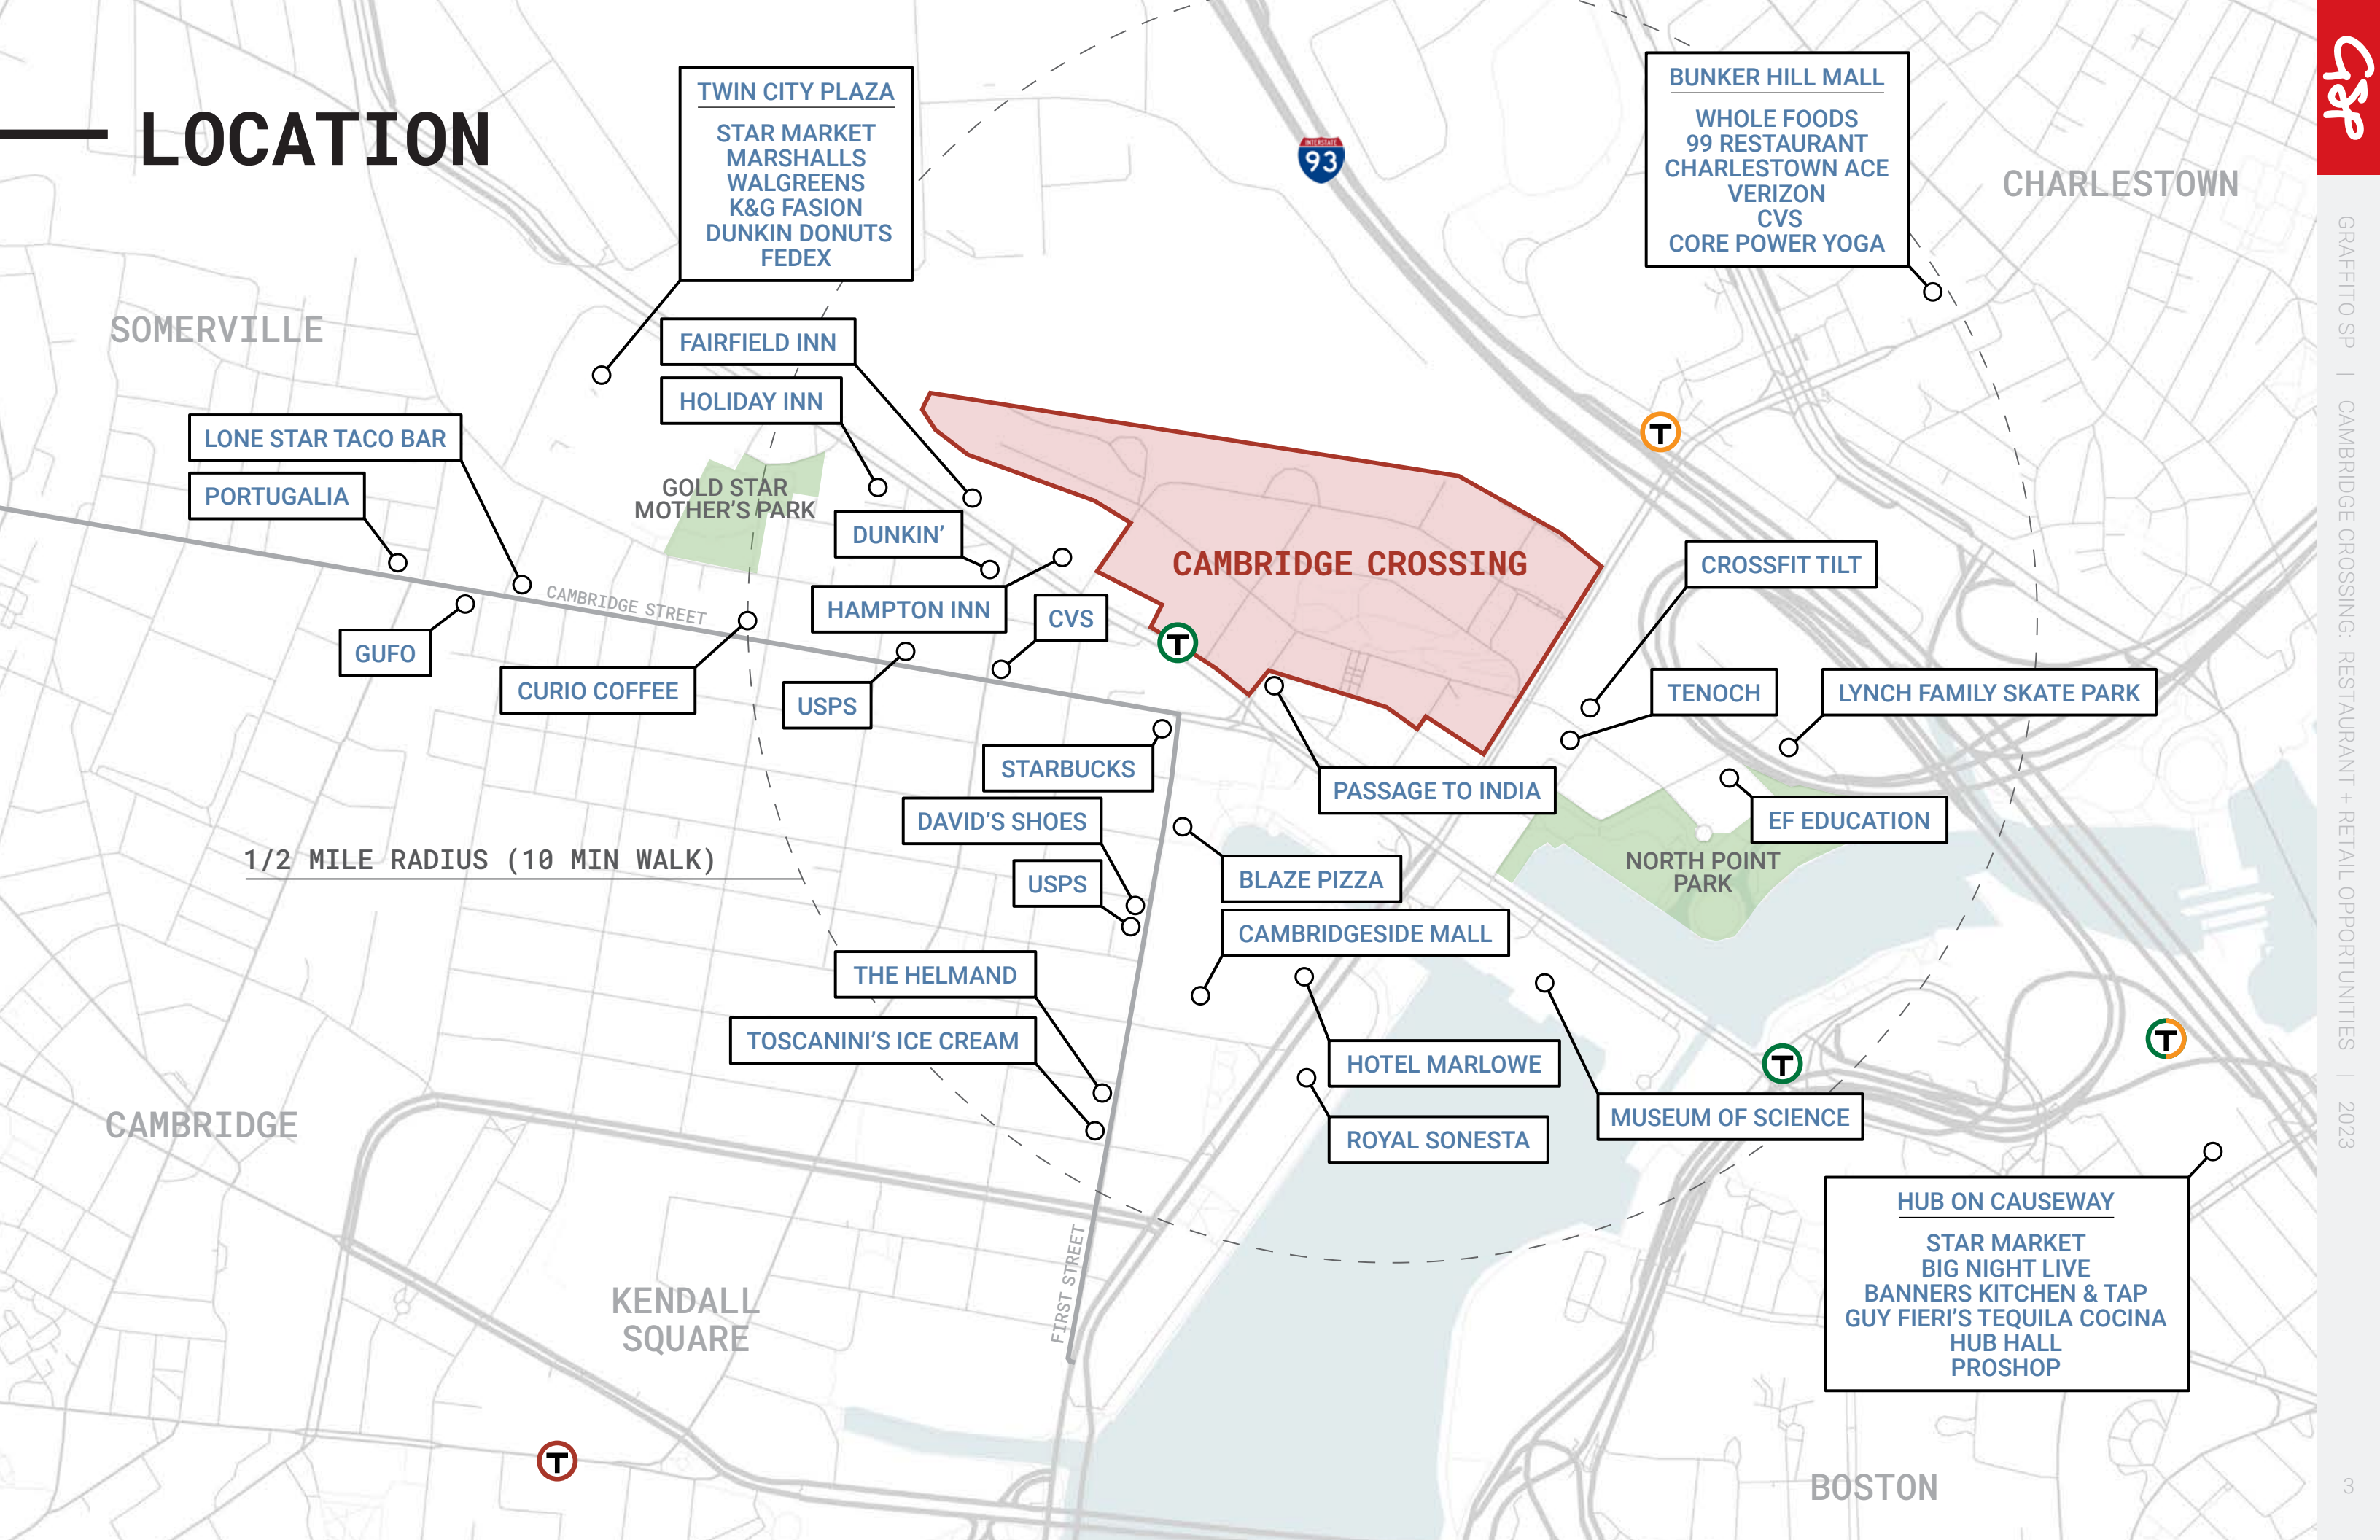 LOCATION
TWIN CITY PLAZA
STAR MARKET
MARSHALLS
WALGREENS
K&G FASION
DUNKIN DONUTS
FEDEX
INTERSTATE
93
BUNKER HILL MALL
WHOLE FOODS
99 RESTAURANT
CHARLESTOWN ACE
VERIZON
CVS
CORE POWER YOGA
CHARLESTOWN
GSP
SOMERVILLE
FAIRFIELD INN
HOLIDAY INN
LONE STAR TACO BAR
PORTUGALIA
GOLD STAR
MOTHER'S PARK
T
DUNKIN'
CAMBRIDGE CROSSING
CROSSFIT TILT
CAMBRIDGE STREET
HAMPTON INN
CVS
GUFO
T
CURIO COFFEE
USPS
TENOCH
LYNCH FAMILY SKATE PARK
STARBUCKS
PASSAGE TO INDIA
DAVID'S SHOES
EF EDUCATION
1/2 MILE RADIUS (10 MIN WALK)
USPS
BLAZE PIZZA
NORTH POINT
PARK
CAMBRIDGESIDE MALL
THE HELMAND
TOSCANINI'S ICE CREAM
HOTEL MARLOWE
T
T
CAMBRIDGE
ROYAL SONESTA
MUSEUM OF SCIENCE
KENDALL
SQUARE
FIRST STREET
HUB ON CAUSEWAY
STAR MARKET
BIG NIGHT LIVE
BANNERS KITCHEN & TAP
GUY FIERI'S TEQUILA COCINA
HUB HALL
PROSHOP
T
BOSTON
GRAFFITO SP | CAMBRIDGE CROSSING: RESTAURANT + RETAIL OPPORTUNITIES | 2023
3